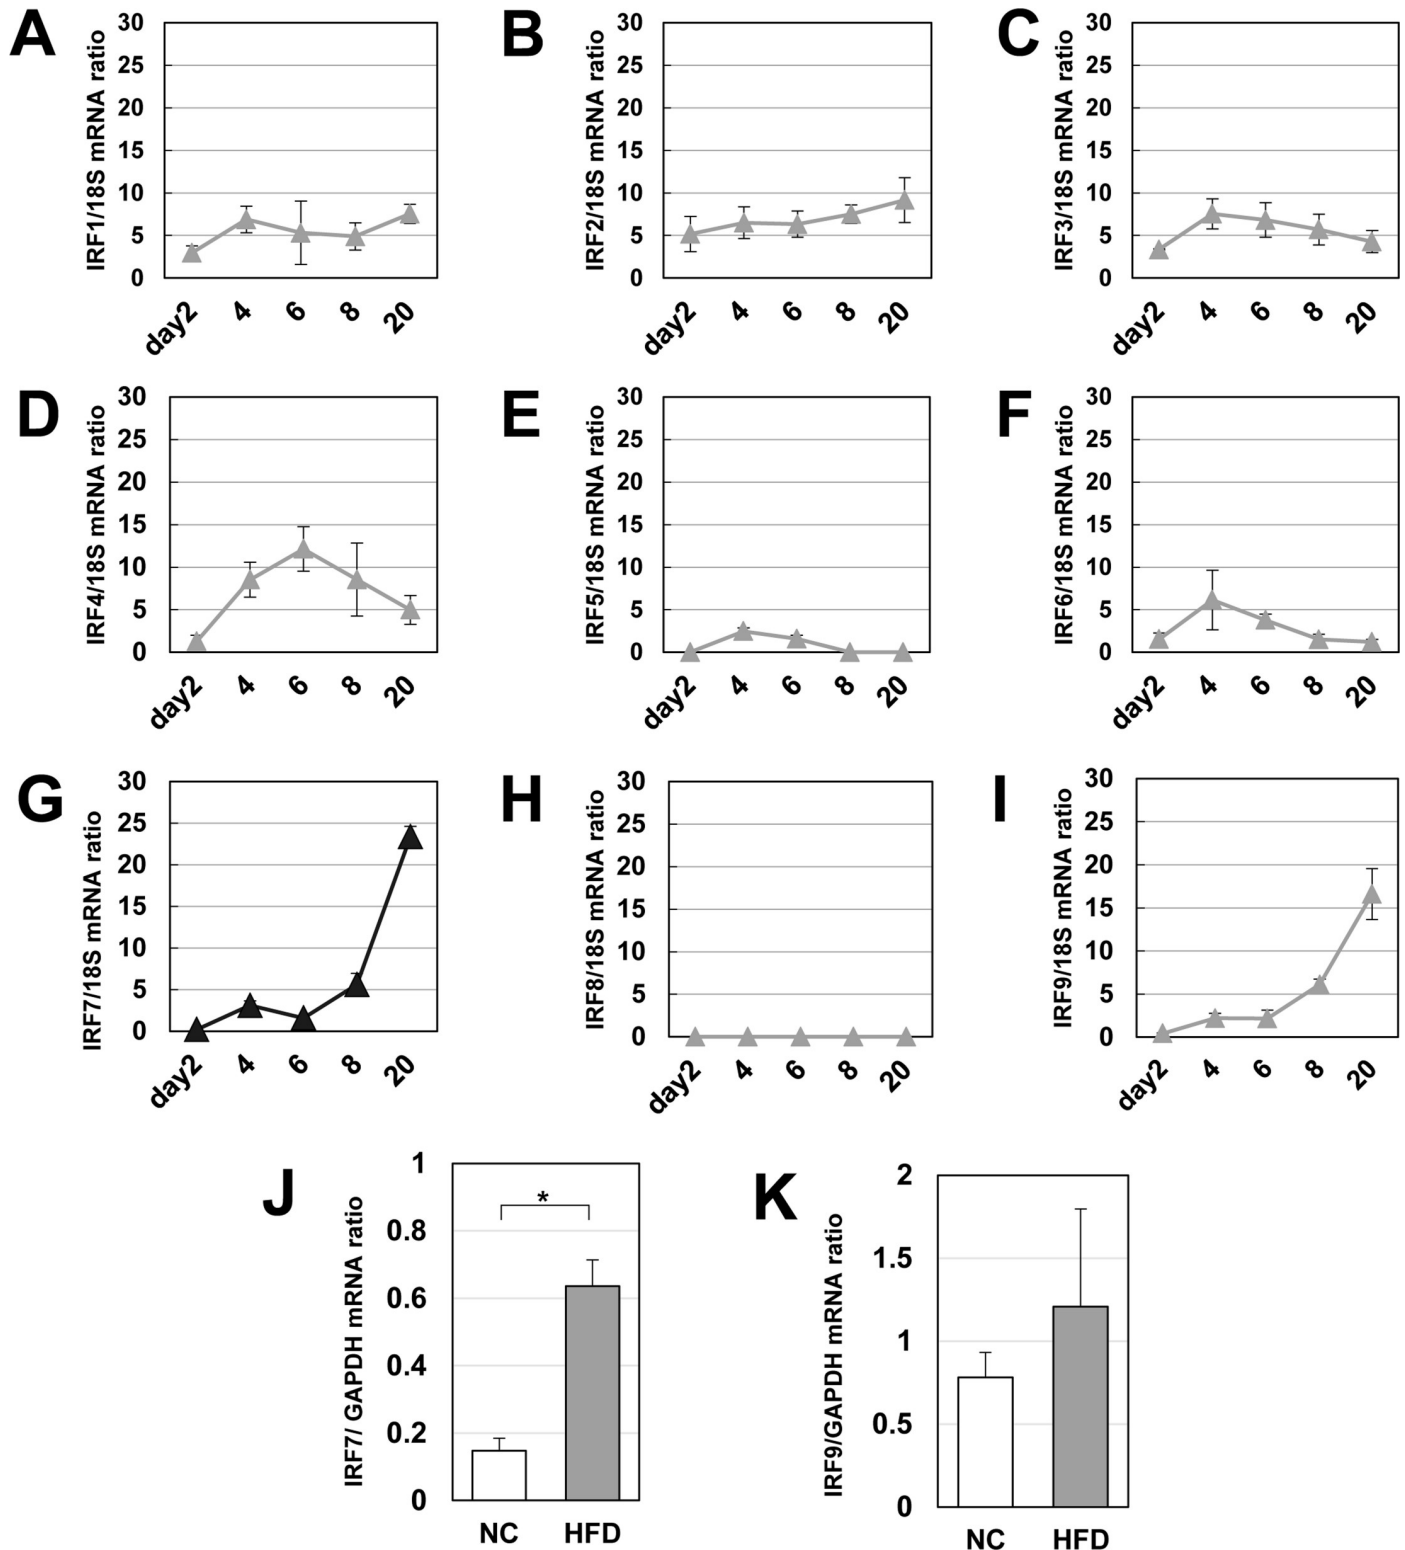 A
IRF1/18S mRNA ratio
30
25
20
15
10
5
0
day2 4 6 8 20
B
IRF2/18S mRNA ratio
30
25
20
15
10
5
0
day2 4 6 8 20
C
IRF3/18S mRNA ratio
30
25
20
15
10
5
0
day2 4 6 8 20
D
IRF4/18S mRNA ratio
30
25
20
15
10
5
0
day2 4 6 8 20
E
IRF5/18S mRNA ratio
30
25
20
15
10
5
0
day2 4 6 8 20
F
IRF6/18S mRNA ratio
30
25
20
15
10
5
0
day2 4 6 8 20
G
IRF7/18S mRNA ratio
30
25
20
15
10
5
0
day2 4 6 8 20
H
IRF8/18S mRNA ratio
30
25
20
15
10
5
0
day2 4 6 8 20
I
IRF9/18S mRNA ratio
30
25
20
15
10
5
0
day2 4 6 8 20
J
IRF7/ GAPDH mRNA ratio
1
0.8
0.6
0.4
0.2
0
*
NC HFD
K
IRF9/GAPDH mRNA ratio
2
1.5
1
0.5
0
NC HFD